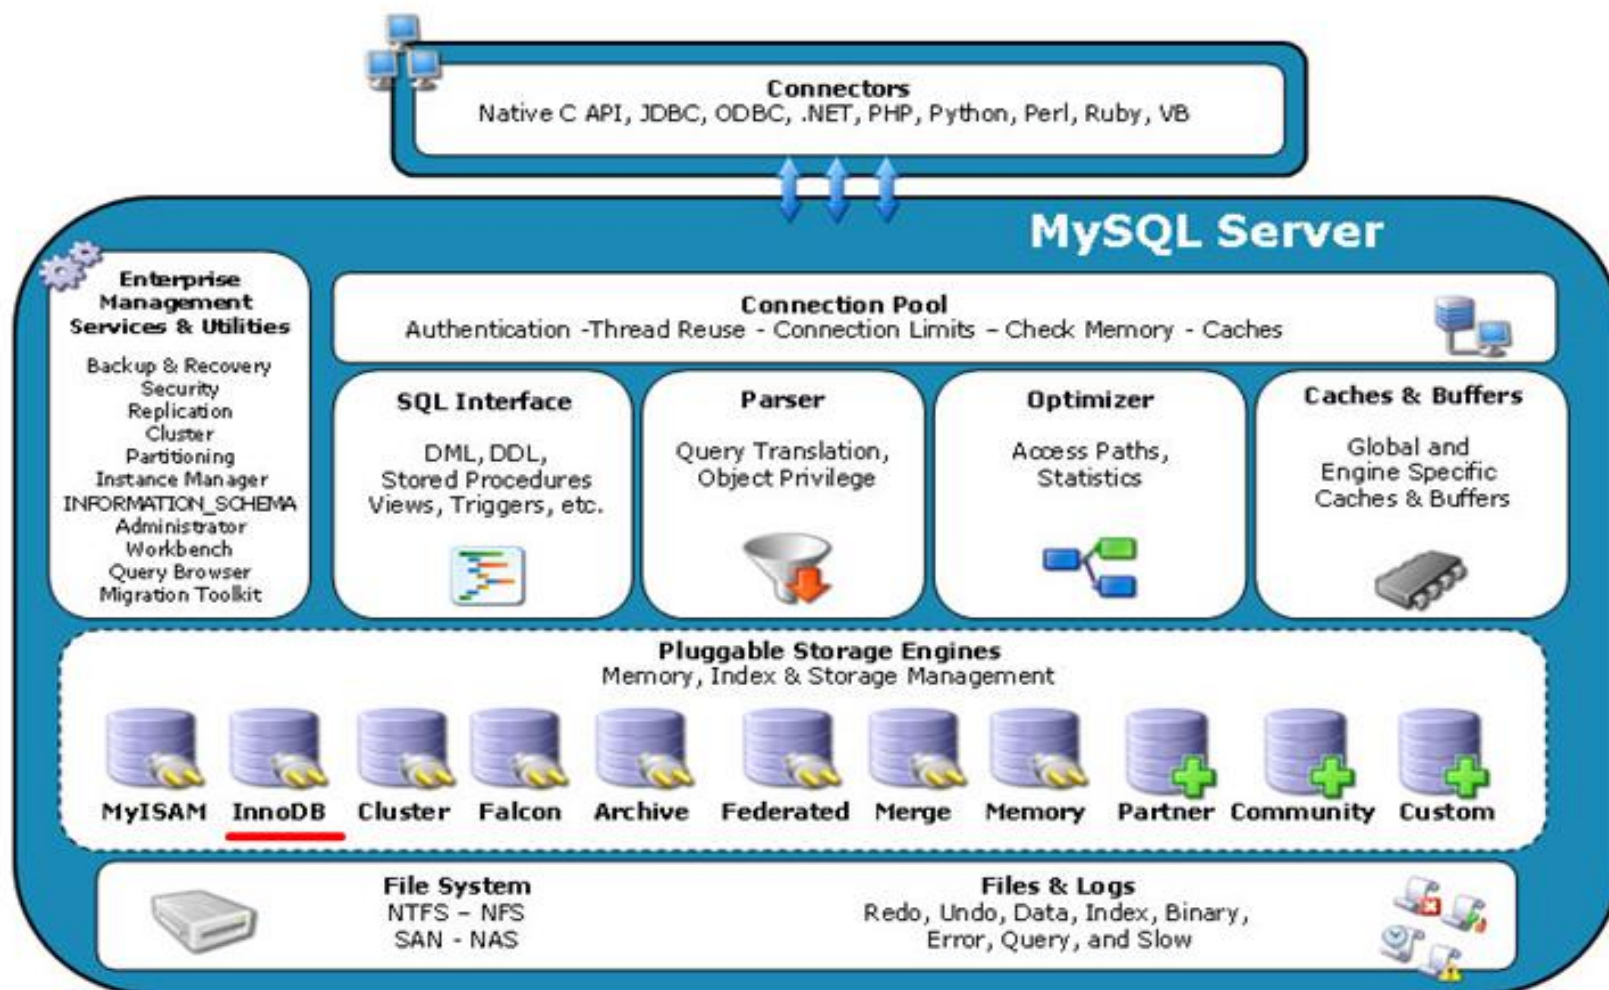 Connectors
Native C API, JDBC, ODBC, .NET, PHP, Python, Perl, Ruby, VB
MySQL Server
Enterprise
Management
Services & Utilities
Backup & Recovery
Security
Replication
Cluster
Partitioning
Instance Manager
INFORMATION_SCHEMA
Administrator
Workbench
Query Browser
Migration Toolkit
Connection Pool
Authentication -Thread Reuse - Connection Limits – Check Memory - Caches
SQL Interface
DML, DDL,
Stored Procedures
Views, Triggers, etc.
Parser
Query Translation,
Object Privilege
Optimizer
Access Paths,
Statistics
Caches & Buffers
Global and
Engine Specific
Caches & Buffers
Pluggable Storage Engines
Memory, Index & Storage Management
MyISAM
InnoDB
Cluster
Falcon
Archive
Federated
Merge
Memory
Partner
Community
Custom
File System
NTFS – NFS
SAN - NAS
Files & Logs
Redo, Undo, Data, Index, Binary,
Error, Query, and Slow